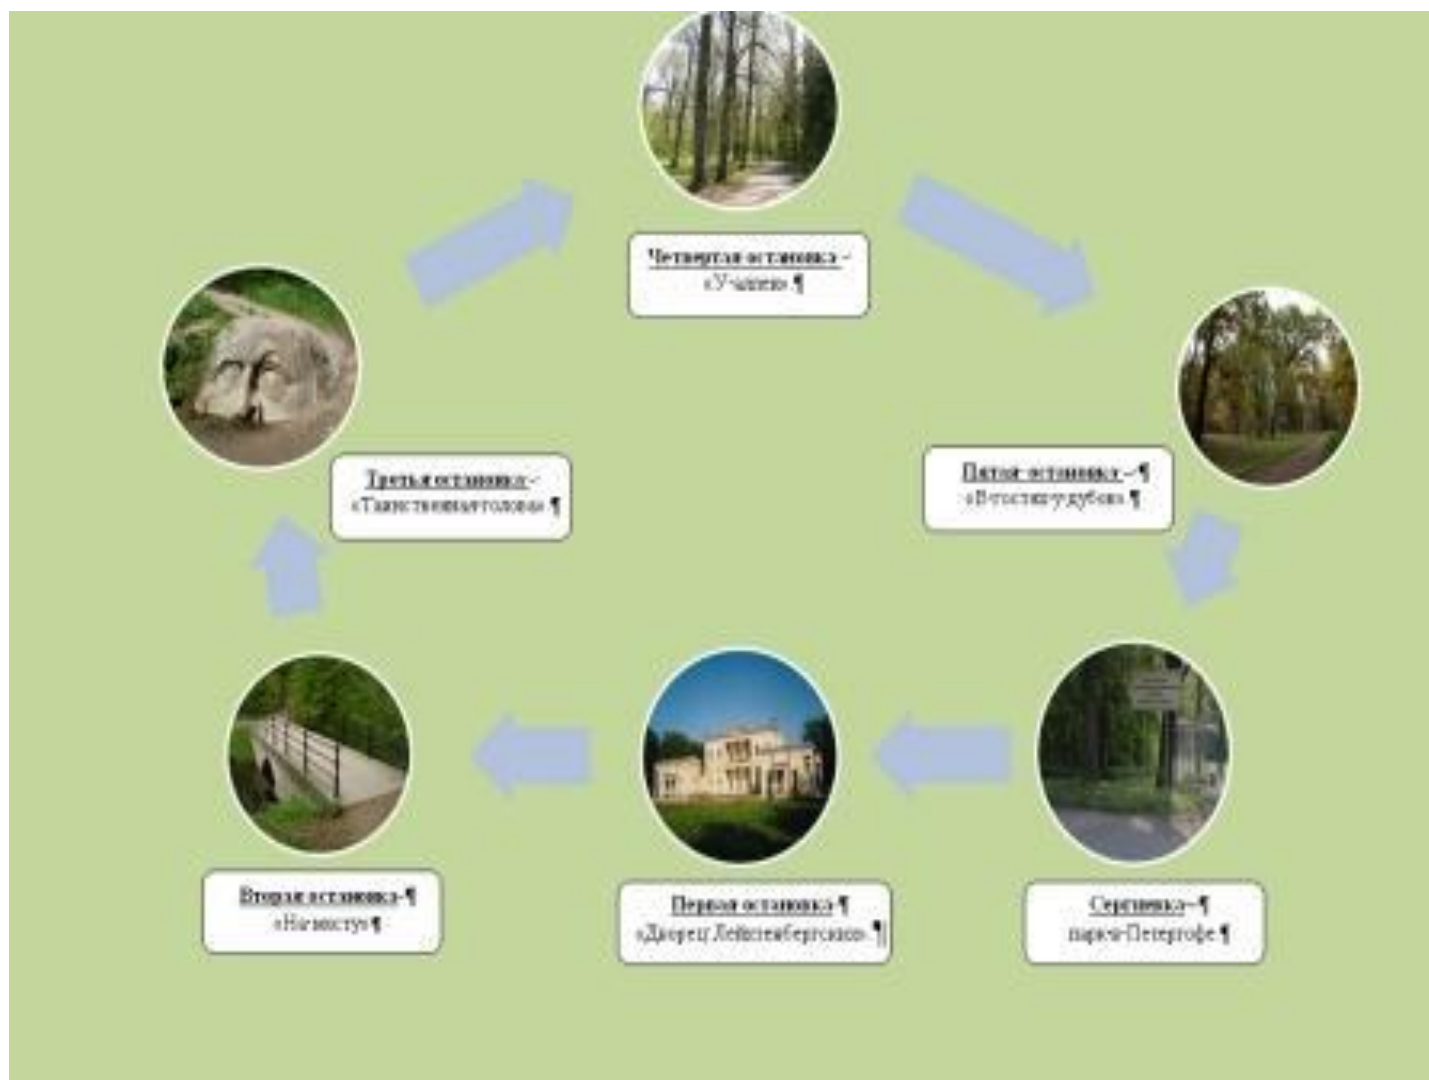 Четвертая остановка -
«У аллеи» ¶
Третья остановка -
«Таинственная голова» ¶
Пятая остановка – ¶
«В гостях у дубов» ¶
Вторая остановка- ¶
«На мосту» ¶
Первая остановка ¶
«Дворец Лейхтенбергских» ¶
Сергиевка– ¶
парк в Петергофе ¶